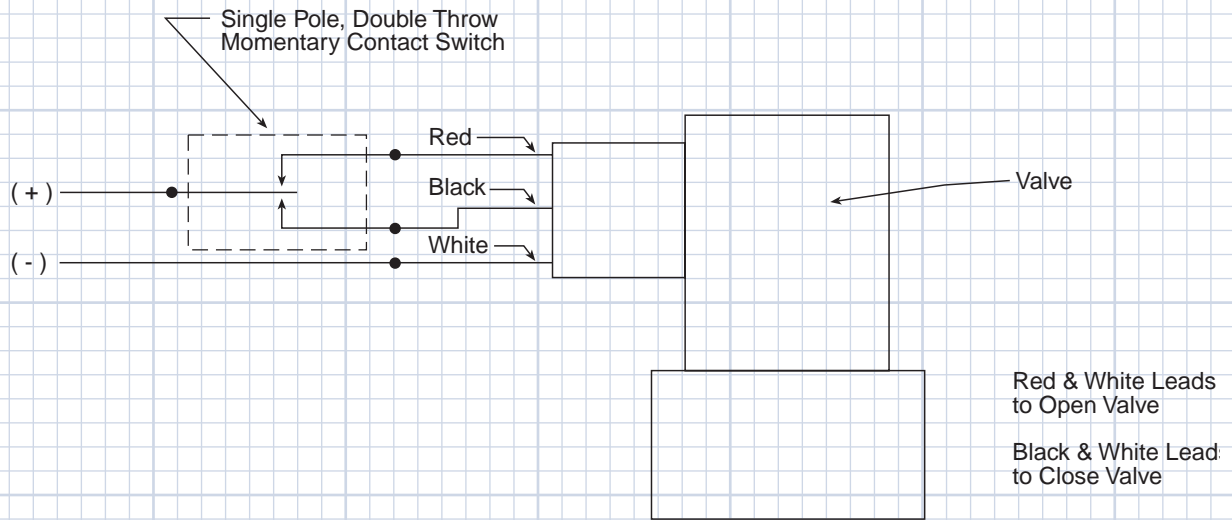 Single Pole, Double Throw
Momentary Contact Switch
Red
( + )
Black
Valve
White
( - )
Red & White Leads
to Open Valve
Black & White Leads
to Close Valve